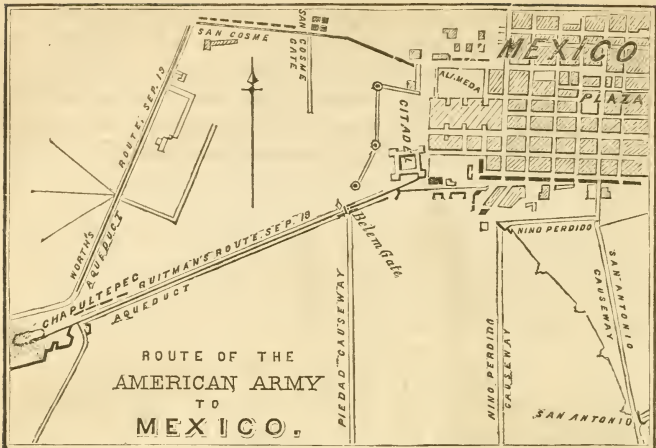 SAN COSME
SAN COSME
GATE
MEXICO
ALAMEDA
PLAZA
CITADEL
WORTH'S ROUTE, SEP. 13
AQUEDUCT
CHAPULTEPEC
QUITMAN'S ROUTE. SEP. 13
AQUEDUCT
Belem Gate
PIEDAD CAUSEWAY
NINO PERDIDO
NINO PERDIDA
CAUSEWAY
SAN ANTONIO
CAUSEWAY
SAN ANTONIO
ROUTE OF THE
AMERICAN ARMY
TO
MEXICO.